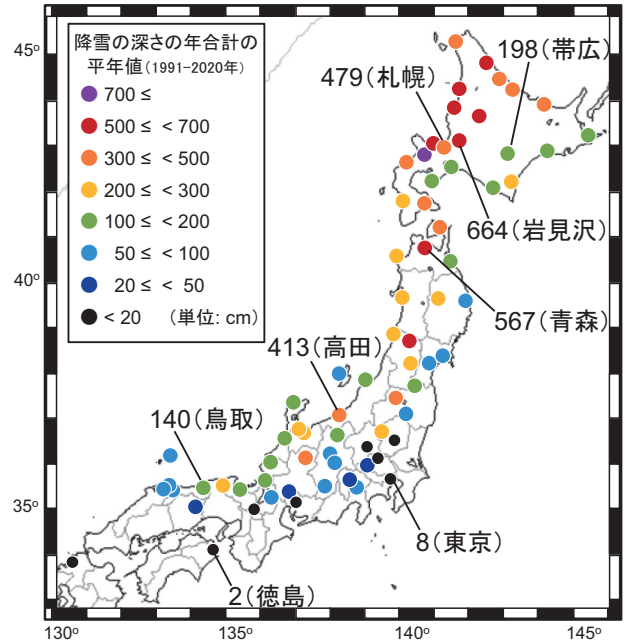 45°
40°
35°
130°
135°
140°
145°
降雪の深さの年合計の
平年値(1991-2020年)
700 ≤
500 ≤ < 700
300 ≤ < 500
200 ≤ < 300
100 ≤ < 200
50 ≤ < 100
20 ≤ < 50
< 20 (単位: cm)
198(帯広)
479(札幌)
664(岩見沢)
567(青森)
413(高田)
140(鳥取)
8(東京)
2(徳島)